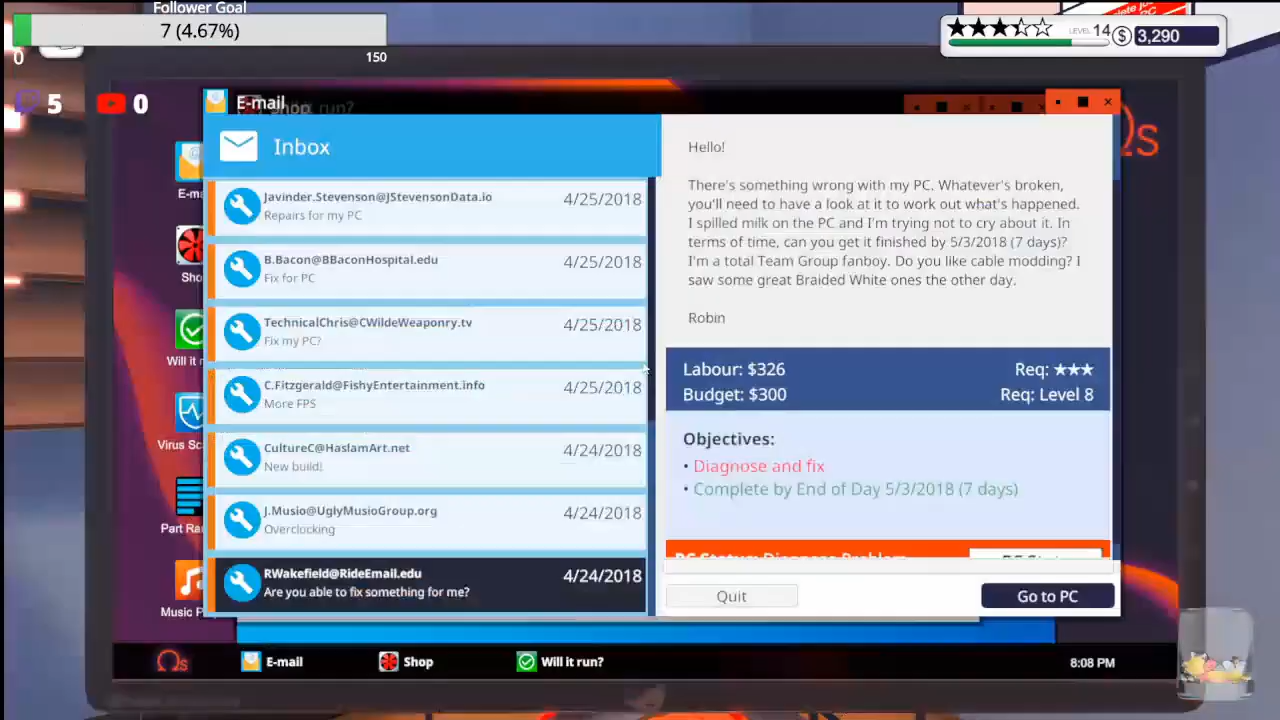 Follower Goal
7 (4.67%)
0
150
5
0
LEVEL 14
$ 3,290
E-mail
Inbox
Javinder.Stevenson@JStevensonData.io
4/25/2018
Repairs for my PC
B.Bacon@BBaconHospital.edu
4/25/2018
Fix for PC
TechnicalChris@CWildeWeaponry.tv
4/25/2018
Fix my PC?
C.Fitzgerald@FishyEntertainment.info
4/25/2018
More FPS
CultureC@HaslamArt.net
4/24/2018
New build!
J.Musio@UglyMusioGroup.org
4/24/2018
Overclocking
RWakefield@RideEmail.edu
4/24/2018
Are you able to fix something for me?
Hello!
There's something wrong with my PC. Whatever's broken,
you'll need to have a look at it to work out what's happened.
I spilled milk on the PC and I'm trying not to cry about it. In
terms of time, can you get it finished by 5/3/2018 (7 days)?
I'm a total Team Group fanboy. Do you like cable modding? I
saw some great Braided White ones the other day.
Robin
Labour: $326
Req: ★★★
Budget: $300
Req: Level 8
Objectives:
• Diagnose and fix
• Complete by End of Day 5/3/2018 (7 days)
PC Status: Diagnose Problem
Quit
Go to PC
E-ma
Sho
Will it r
Virus Sc
Part Ra
Music P
Ωs
E-mail
Shop
Will it run?
8:08 PM